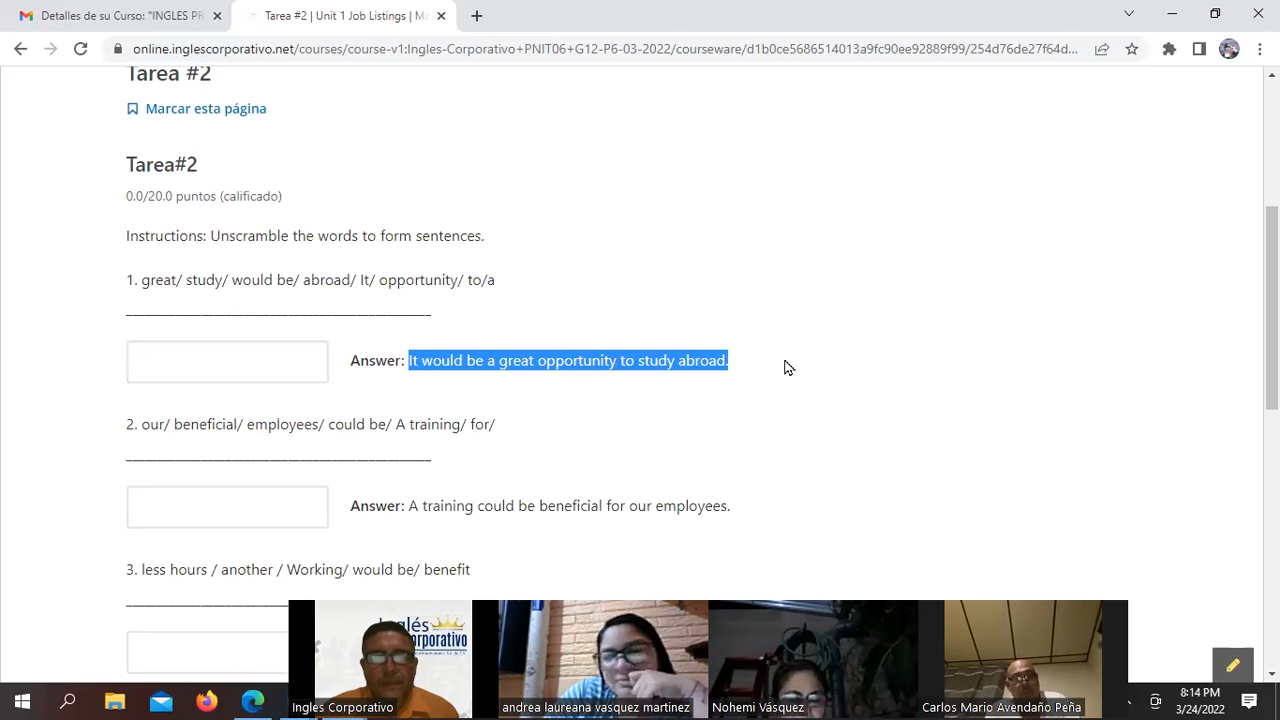 Detalles de su Curso: "INGLES PR
Tarea #2 | Unit 1 Job Listings | Ma
online.inglescorporativo.net/courses/course-v1:Ingles-Corporativo+PNIT06+G12-P6-03-2022/courseware/d1b0ce5686514013a9fc90ee92889f99/254d76de27f64d...
Tarea #2
Marcar esta página
Tarea#2
0.0/20.0 puntos (calificado)
Instructions: Unscramble the words to form sentences.
1. great/ study/ would be/ abroad/ It/ opportunity/ to/a
Answer: It would be a great opportunity to study abroad.
2. our/ beneficial/ employees/ could be/ A training/ for/
Answer: A training could be beneficial for our employees.
3. less hours / another / Working/ would be/ benefit
Inglés
Corporativo
Ingles Corporativo
andrea laureana vasquez martinez
Nohemi Vásquez
Carlos Mario Avendaño Peña
8:14 PM
3/24/2022